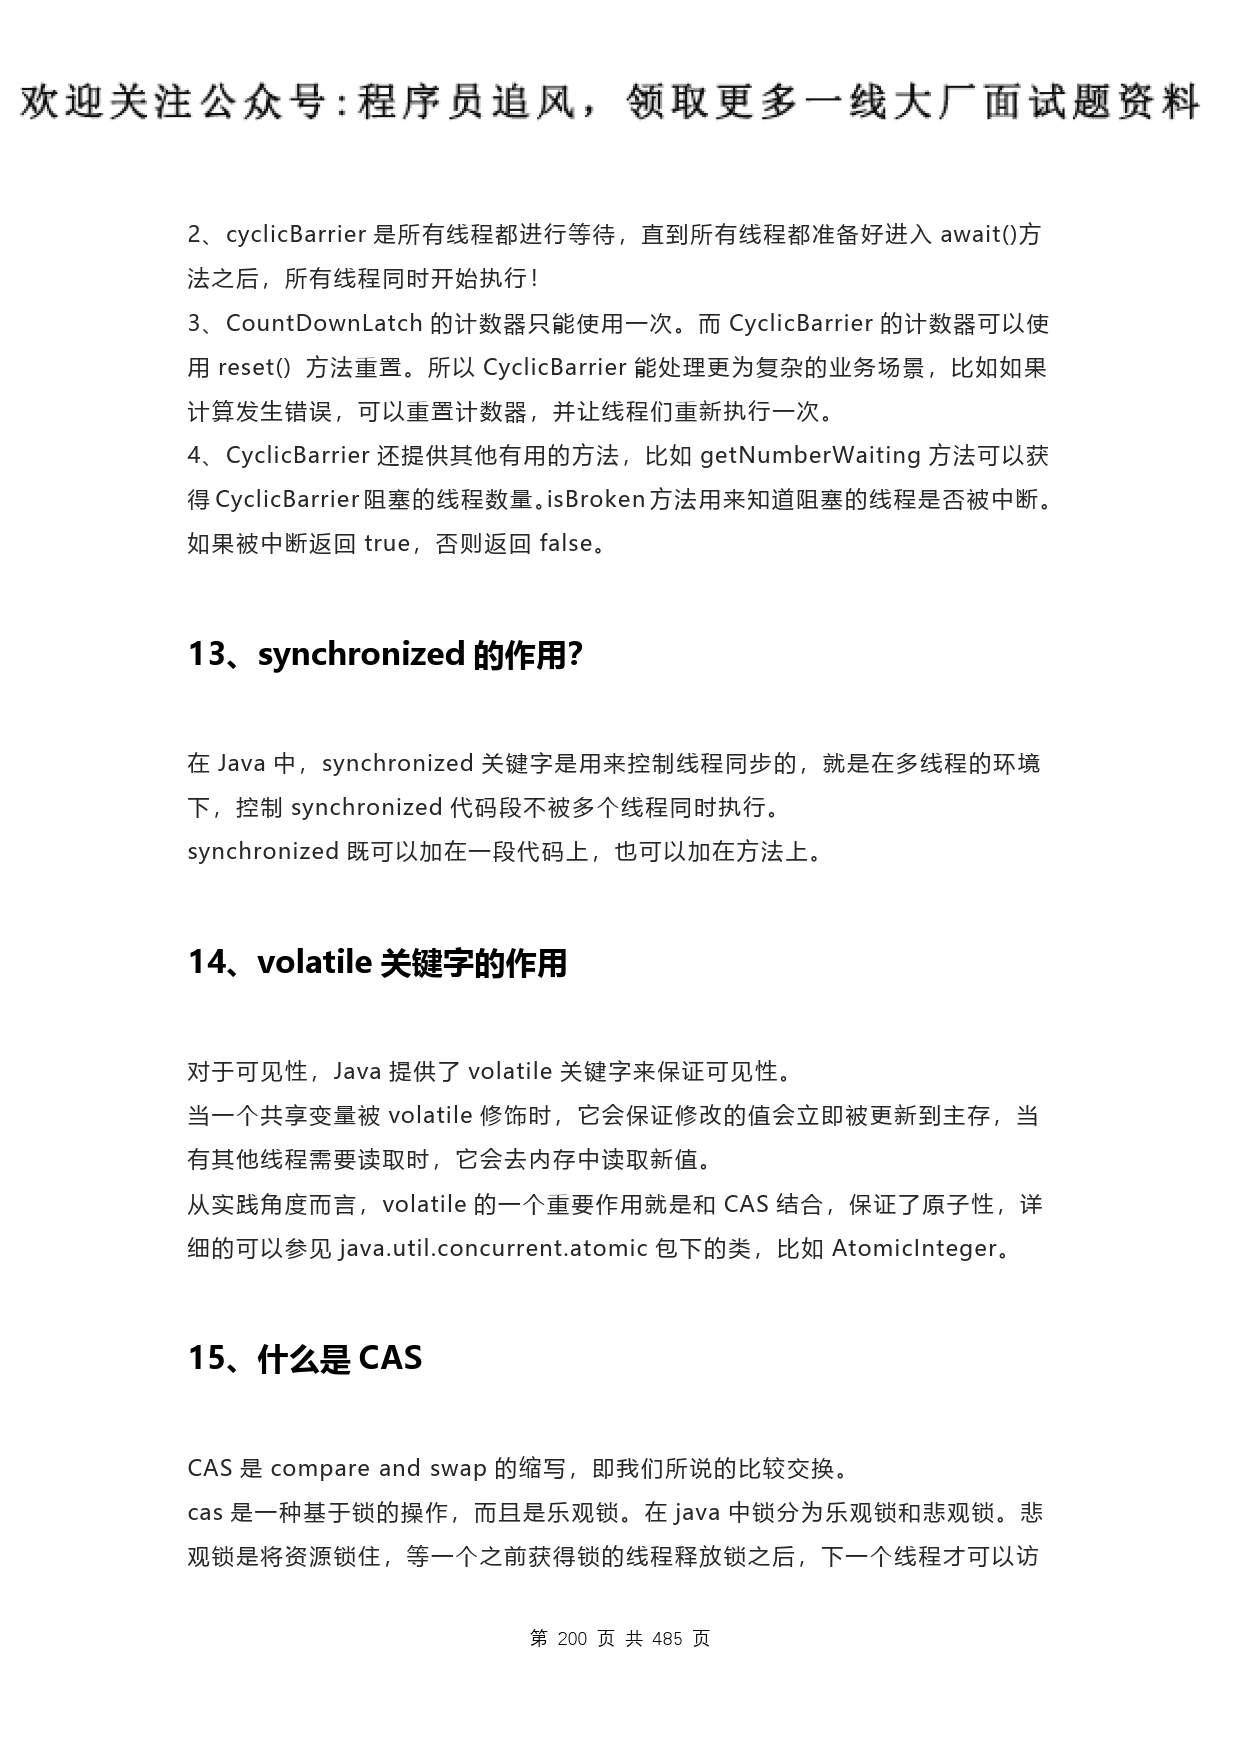 欢迎关注公众号:程序员追风，领取更多一线大厂面试题资料
2、cyclicBarrier 是所有线程都进行等待，直到所有线程都准备好进入 await()方
法之后，所有线程同时开始执行！
3、CountDownLatch 的计数器只能使用一次。而 CyclicBarrier 的计数器可以使
用 reset() 方法重置。所以 CyclicBarrier 能处理更为复杂的业务场景，比如如果
计算发生错误，可以重置计数器，并让线程们重新执行一次。
4、CyclicBarrier 还提供其他有用的方法，比如 getNumberWaiting 方法可以获
得 CyclicBarrier 阻塞的线程数量。isBroken 方法用来知道阻塞的线程是否被中断。
如果被中断返回 true，否则返回 false。
13、synchronized 的作用?
在 Java 中，synchronized 关键字是用来控制线程同步的，就是在多线程的环境
下，控制 synchronized 代码段不被多个线程同时执行。
synchronized 既可以加在一段代码上，也可以加在方法上。
14、volatile 关键字的作用
对于可见性，Java 提供了 volatile 关键字来保证可见性。
当一个共享变量被 volatile 修饰时，它会保证修改的值会立即被更新到主存，当
有其他线程需要读取时，它会去内存中读取新值。
从实践角度而言，volatile 的一个重要作用就是和 CAS 结合，保证了原子性，详
细的可以参见 java.util.concurrent.atomic 包下的类，比如 AtomicInteger。
15、什么是 CAS
CAS 是 compare and swap 的缩写，即我们所说的比较交换。
cas 是一种基于锁的操作，而且是乐观锁。在 java 中锁分为乐观锁和悲观锁。悲
观锁是将资源锁住，等一个之前获得锁的线程释放锁之后，下一个线程才可以访
第 200 页 共 485 页